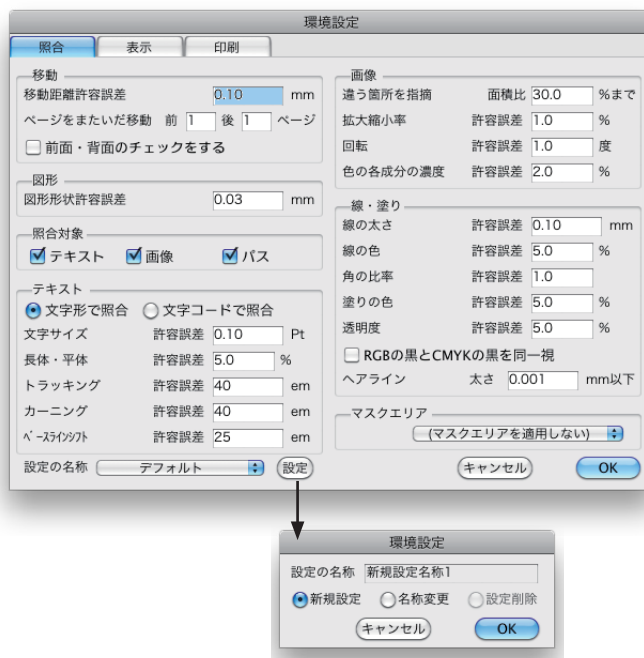 環境設定
照合 表示 印刷
移動
移動距離許容誤差 0.10 mm
ページをまたいだ移動 前 1 後 1 ページ
前面・背面のチェックをする
図形
図形形状許容誤差 0.03 mm
照合対象
テキスト 画像 パス
テキスト
文字形で照合 文字コードで照合
文字サイズ 許容誤差 0.10 Pt
長体・平体 許容誤差 5.0 %
トラッキング 許容誤差 40 em
カーニング 許容誤差 40 em
ﾍﾞｰｽﾗｲﾝｼﾌﾄ 許容誤差 25 em
設定の名称 デフォルト 設定
画像
違う箇所を指摘 面積比 30.0 %まで
拡大縮小率 許容誤差 1.0 %
回転 許容誤差 1.0 度
色の各成分の濃度 許容誤差 2.0 %
線・塗り
線の太さ 許容誤差 0.10 mm
線の色 許容誤差 5.0 %
角の比率 許容誤差 1.0
塗りの色 許容誤差 5.0 %
透明度 許容誤差 5.0 %
RGBの黒とCMYKの黒を同一視
ヘアライン 太さ 0.001 mm以下
マスクエリア
(マスクエリアを適用しない)
キャンセル OK
環境設定
設定の名称 新規設定名称1
新規設定 名称変更 設定削除
キャンセル OK